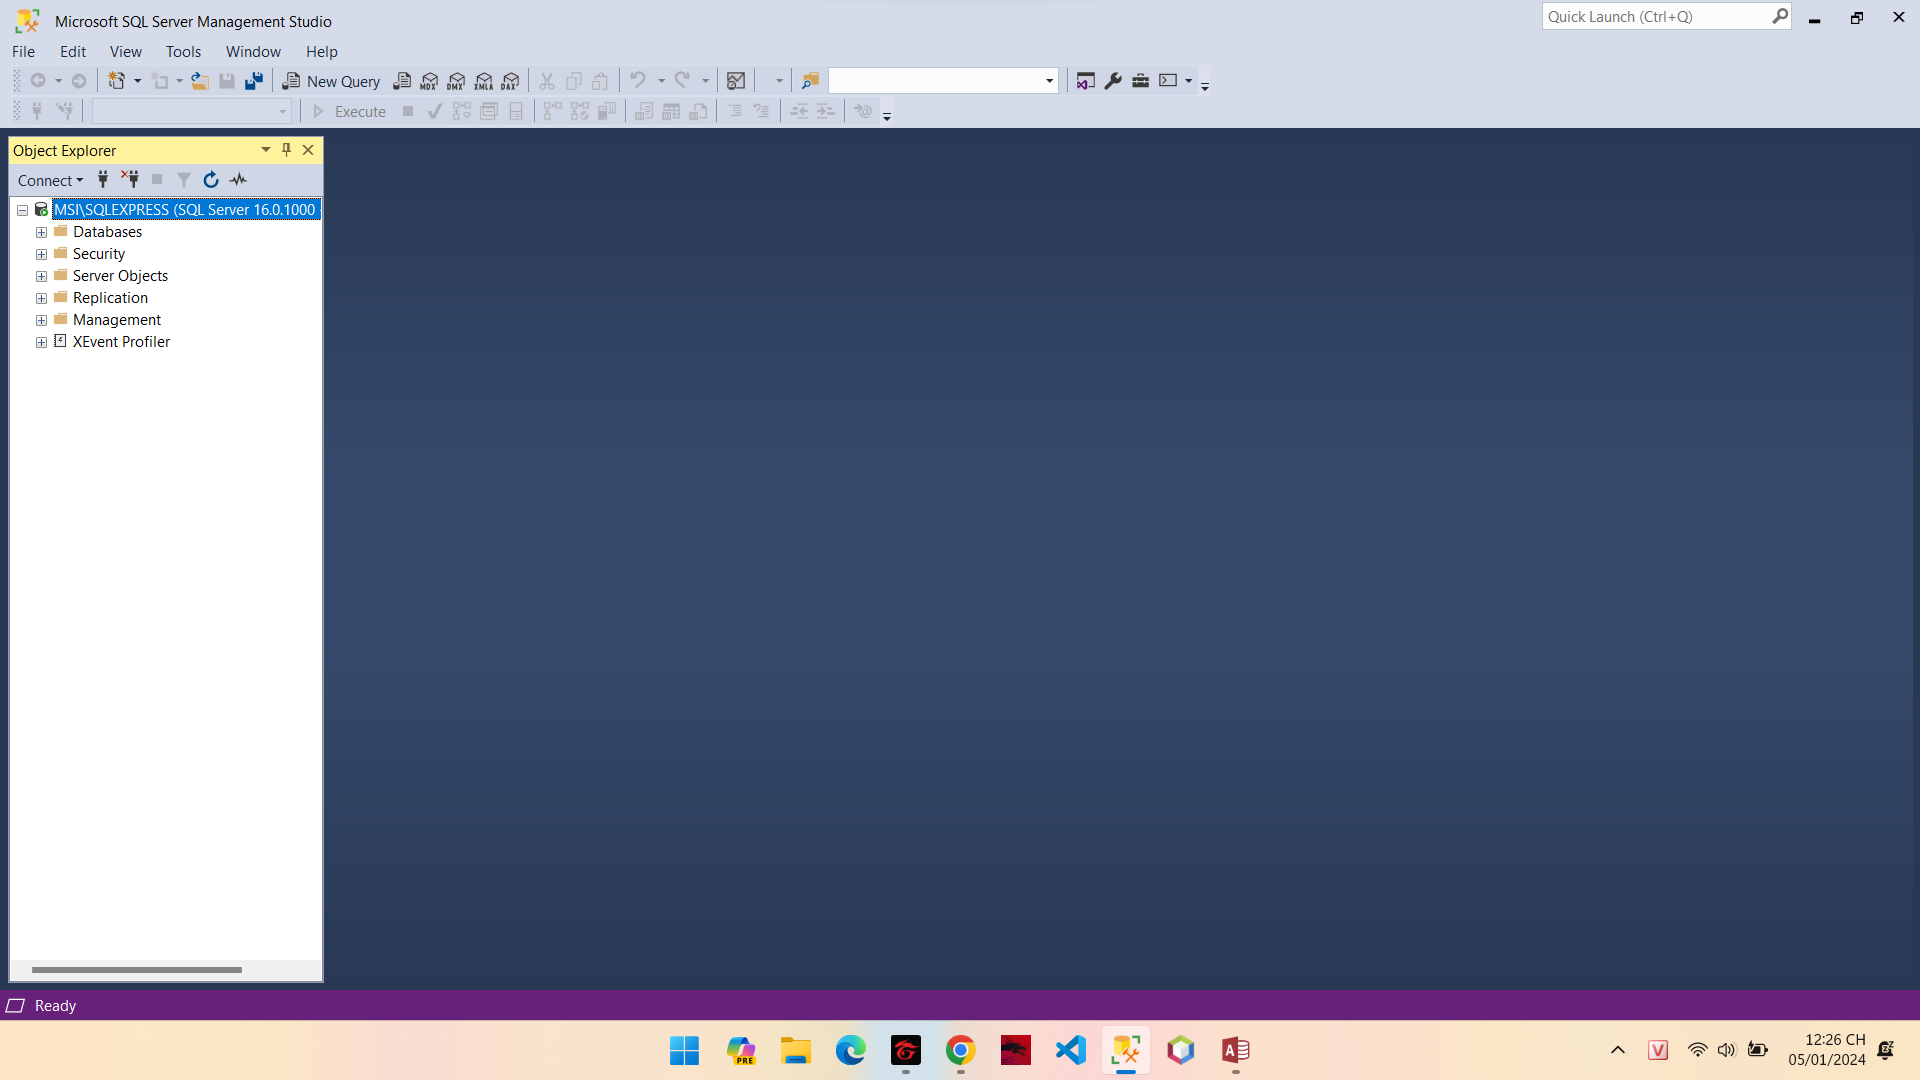 Microsoft SQL Server Management Studio
Quick Launch (Ctrl+Q)
File Edit View Tools Window Help
New Query MDX DMX XMLA DAX
Execute
Object Explorer
Connect
MSI\SQLEXPRESS (SQL Server 16.0.1000
Databases
Security
Server Objects
Replication
Management
XEvent Profiler
Ready
PRE
V
A
12:26 CH
05/01/2024